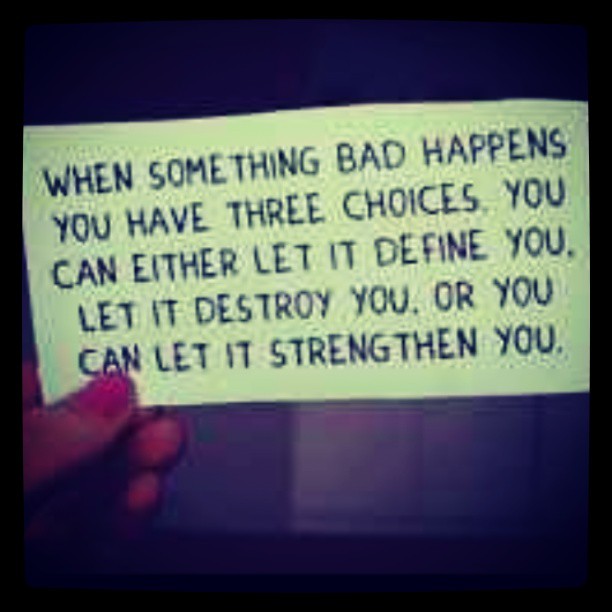 WHEN SOMETHING BAD HAPPENS
YOU HAVE THREE CHOICES. YOU
CAN EITHER LET IT DEFINE YOU,
LET IT DESTROY YOU, OR YOU
CAN LET IT STRENGTHEN YOU.